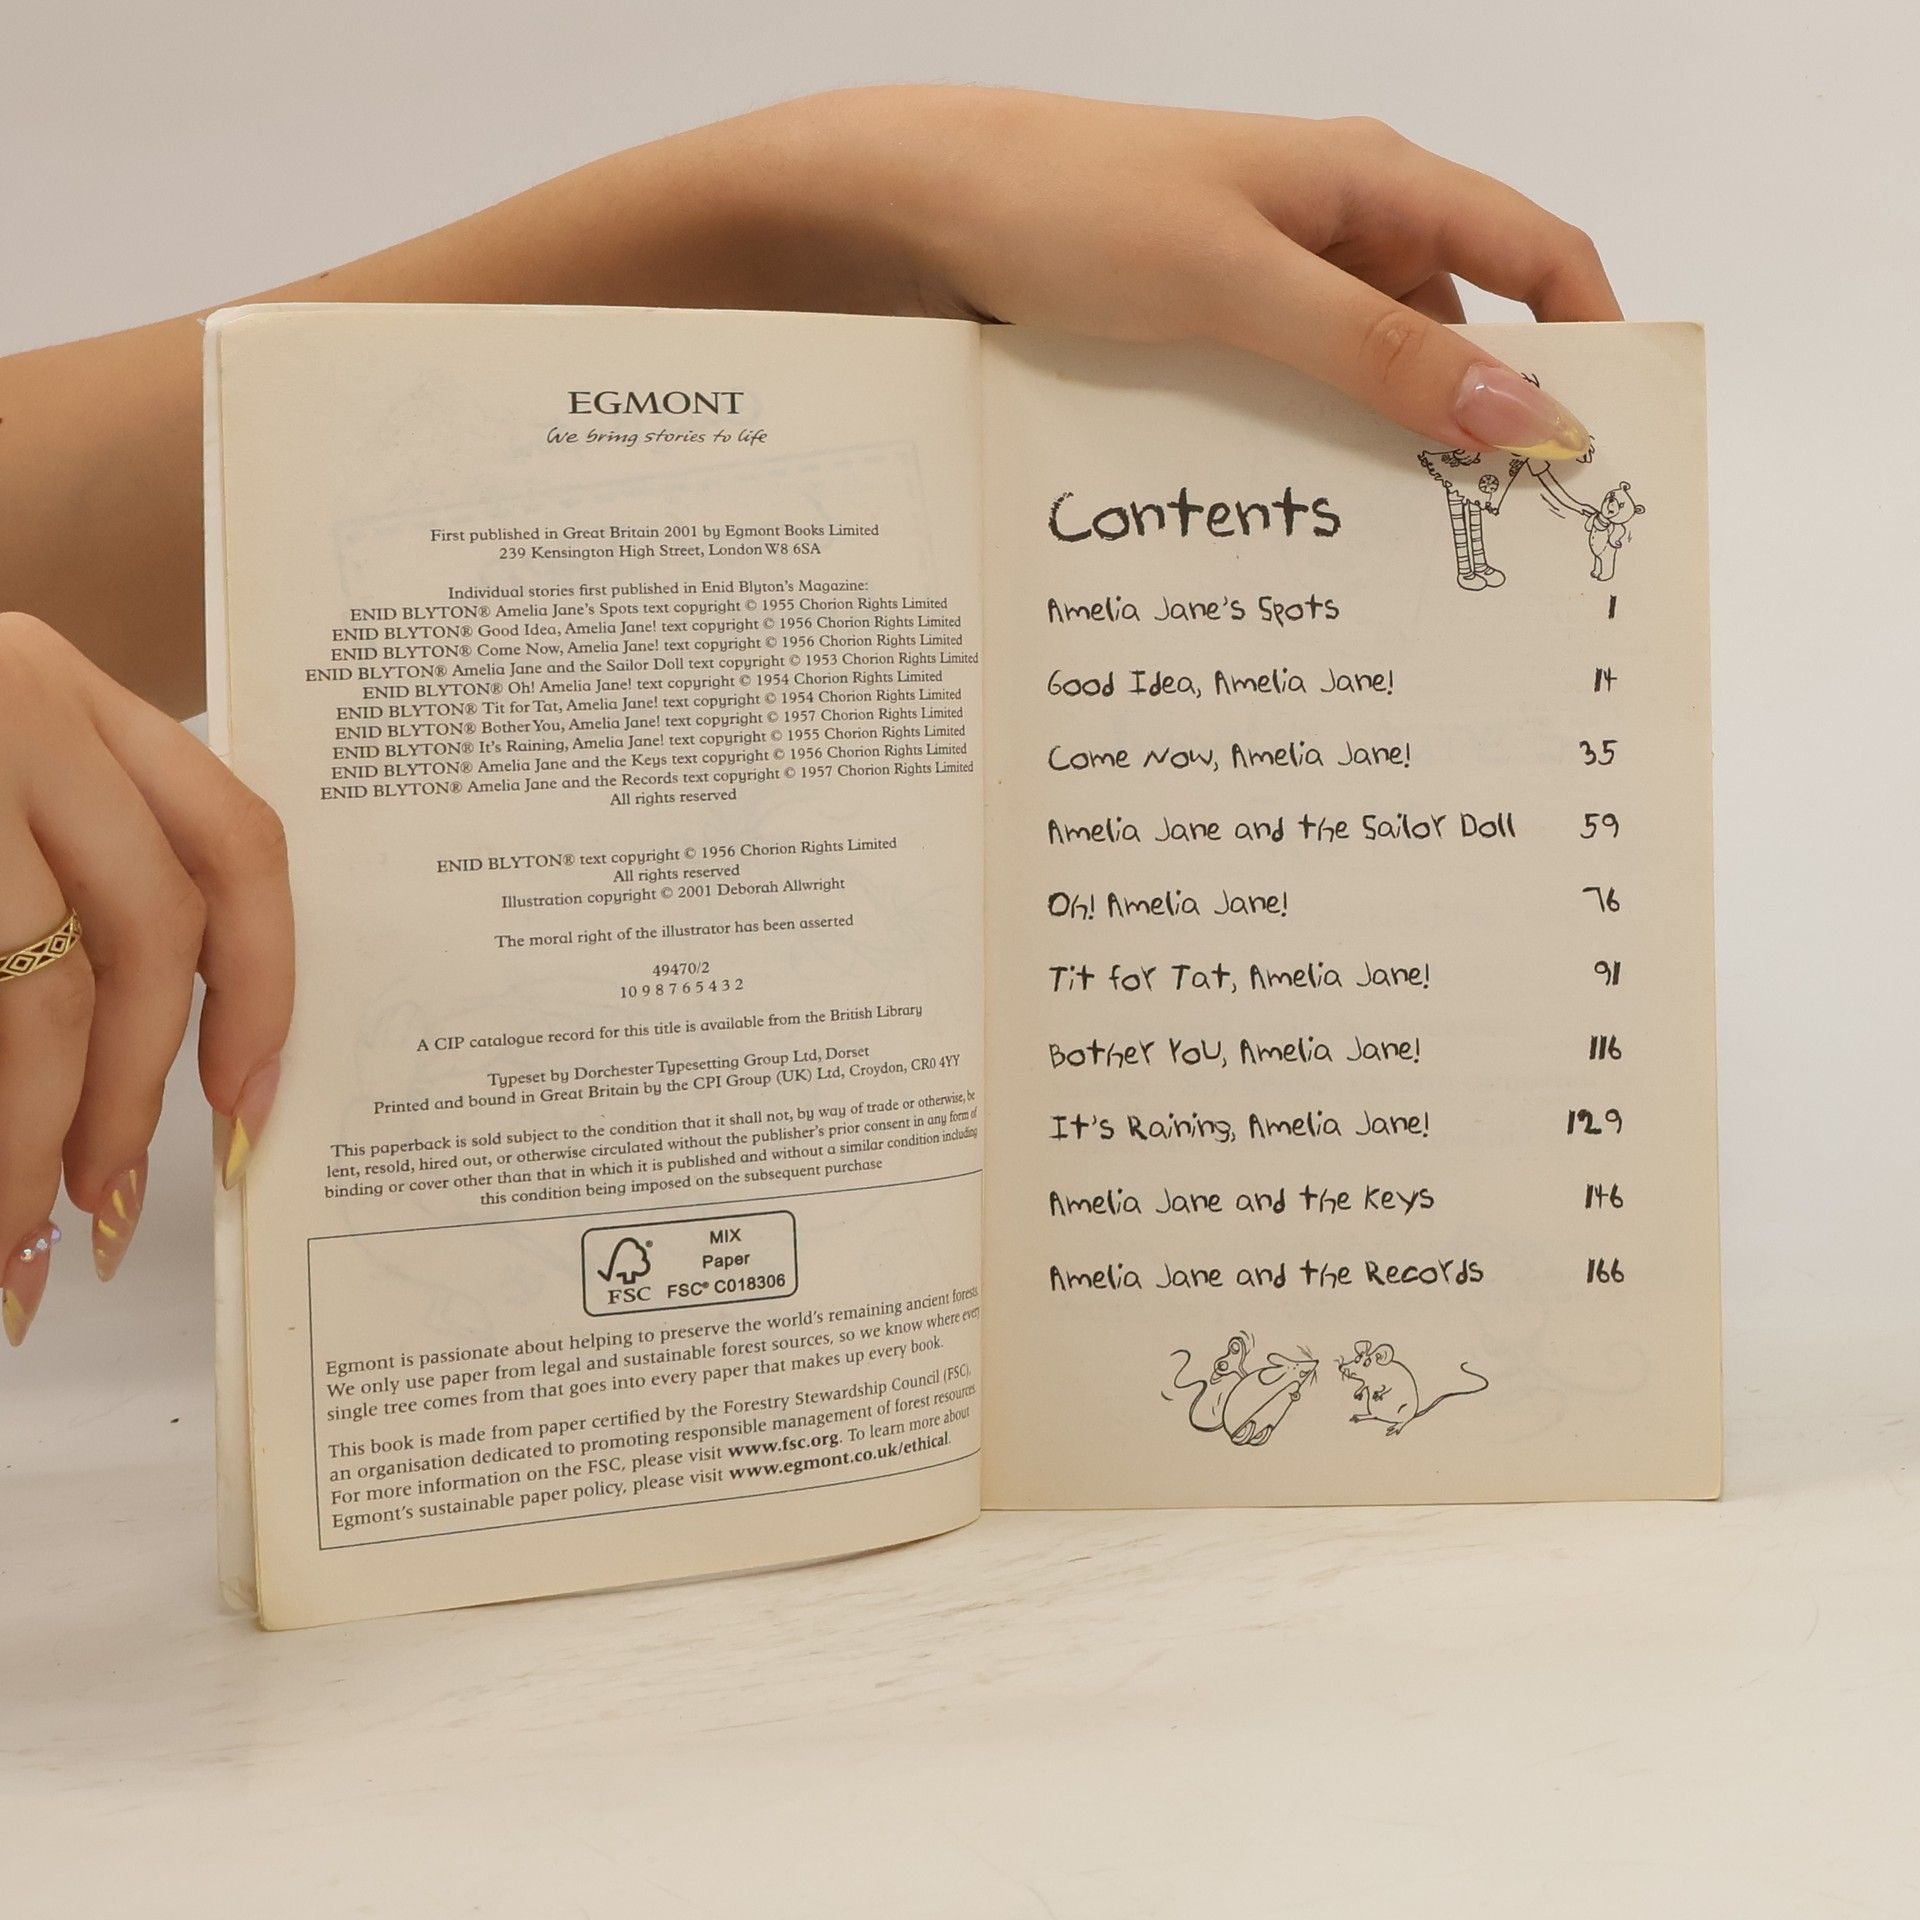 EGMONT
We bring stories to life
First published in Great Britain 2001 by Egmont Books Limited
239 Kensington High Street, London W8 6SA
Individual stories first published in Enid Blyton's Magazine:
ENID BLYTON® Amelia Jane's Spots text copyright © 1955 Chorion Rights Limited
ENID BLYTON® Good Idea, Amelia Jane! text copyright © 1956 Chorion Rights Limited
ENID BLYTON® Come Now, Amelia Jane! text copyright © 1956 Chorion Rights Limited
ENID BLYTON® Amelia Jane and the Sailor Doll text copyright © 1953 Chorion Rights Limited
ENID BLYTON® Oh! Amelia Jane! text copyright © 1954 Chorion Rights Limited
ENID BLYTON® Tit for Tat, Amelia Jane! text copyright © 1954 Chorion Rights Limited
ENID BLYTON® Bother You, Amelia Jane! text copyright © 1957 Chorion Rights Limited
ENID BLYTON® It's Raining, Amelia Jane! text copyright © 1955 Chorion Rights Limited
ENID BLYTON® Amelia Jane and the Keys text copyright © 1956 Chorion Rights Limited
ENID BLYTON® Amelia Jane and the Records text copyright © 1957 Chorion Rights Limited
All rights reserved
ENID BLYTON® text copyright © 1956 Chorion Rights Limited
All rights reserved
Illustration copyright © 2001 Deborah Allwright
The moral right of the illustrator has been asserted
49470/2
10 9 8 7 6 5 4 3 2
A CIP catalogue record for this title is available from the British Library
Typeset by Dorchester Typesetting Group Ltd, Dorset
Printed and bound in Great Britain by the CPI Group (UK) Ltd, Croydon, CR0 4YY
This paperback is sold subject to the condition that it shall not, by way of trade or otherwise, be
lent, resold, hired out, or otherwise circulated without the publisher's prior consent in any form of
binding or cover other than that in which it is published and without a similar condition including
this condition being imposed on the subsequent purchase
MIX
Paper
FSC FSC® C018306
Egmont is passionate about helping to preserve the world's remaining ancient forests.
We only use paper from legal and sustainable forest sources, so we know where every
single tree comes from that goes into every paper that makes up every book.
This book is made from paper certified by the Forestry Stewardship Council (FSC),
an organisation dedicated to promoting responsible management of forest resources.
For more information on the FSC, please visit www.fsc.org. To learn more about
Egmont's sustainable paper policy, please visit www.egmont.co.uk/ethical.
Contents
Amelia Jane's Spots 1
Good Idea, Amelia Jane! 14
Come Now, Amelia Jane! 35
Amelia Jane and the Sailor Doll 59
Oh! Amelia Jane! 76
Tit for Tat, Amelia Jane! 91
Bother You, Amelia Jane! 116
It's Raining, Amelia Jane! 129
Amelia Jane and the Keys 146
Amelia Jane and the Records 166